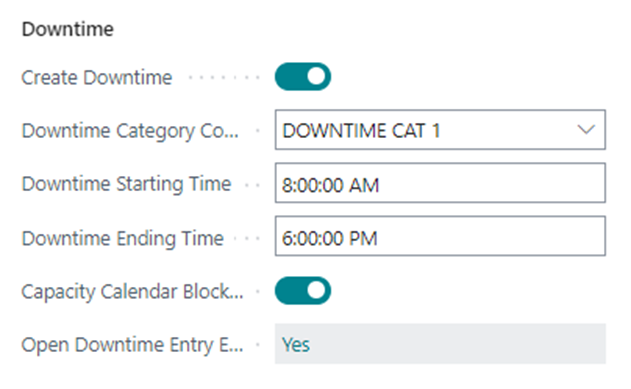 Downtime
Create Downtime
Downtime Category Co... DOWNTIME CAT 1
Downtime Starting Time 8:00:00 AM
Downtime Ending Time 6:00:00 PM
Capacity Calendar Block...
Open Downtime Entry E... Yes